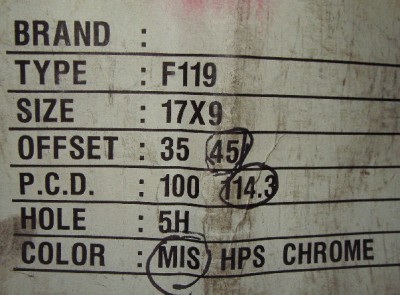 BRAND :
TYPE : F119
SIZE : 17X9
OFFSET : 35 45
P.C.D. : 100 114.3
HOLE : 5H
COLOR : MIS HPS CHROME